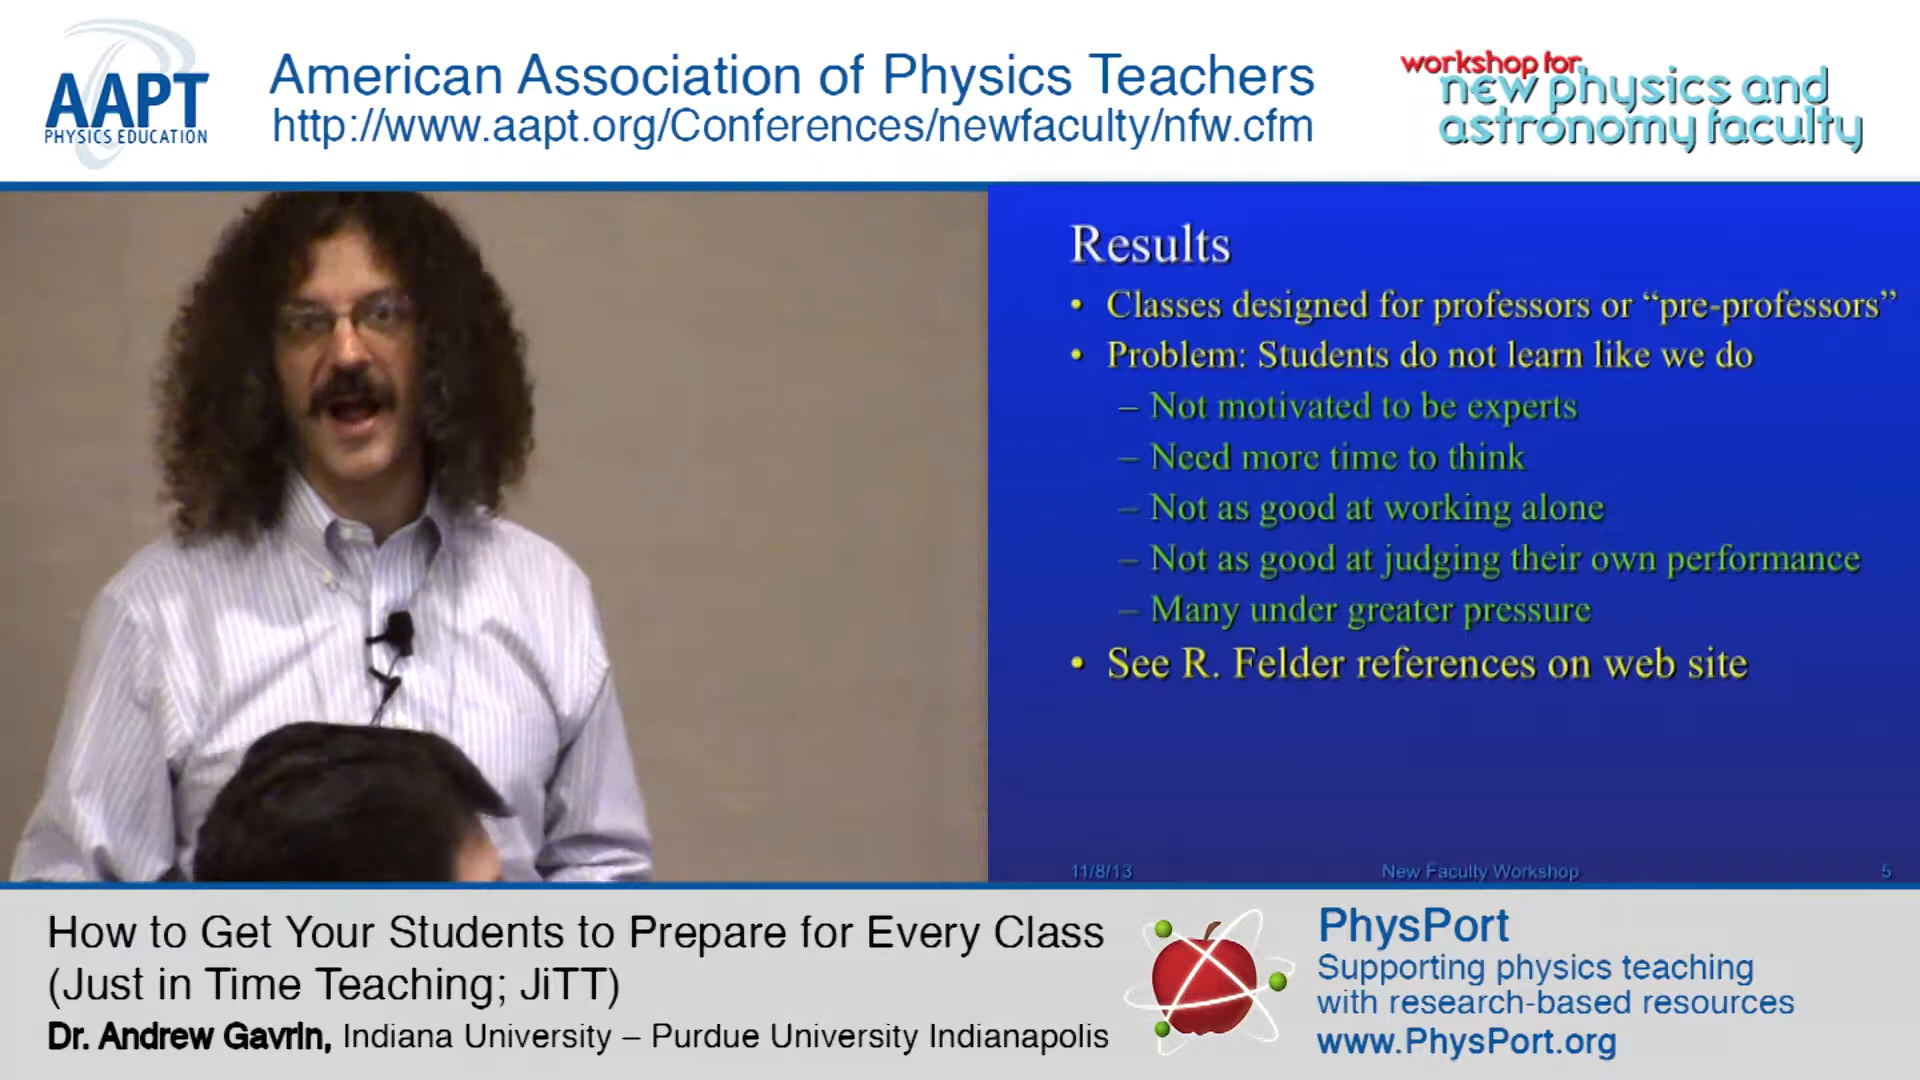 AAPT
PHYSICS EDUCATION
American Association of Physics Teachers
http://www.aapt.org/Conferences/newfaculty/nfw.cfm
workshop for
new physics and
astronomy faculty
Results
• Classes designed for professors or “pre-professors”
• Problem: Students do not learn like we do
– Not motivated to be experts
– Need more time to think
– Not as good at working alone
– Not as good at judging their own performance
– Many under greater pressure
• See R. Felder references on web site
11/8/13 New Faculty Workshop 5
How to Get Your Students to Prepare for Every Class
(Just in Time Teaching; JiTT)
Dr. Andrew Gavrin, Indiana University – Purdue University Indianapolis
PhysPort
Supporting physics teaching
with research-based resources
www.PhysPort.org